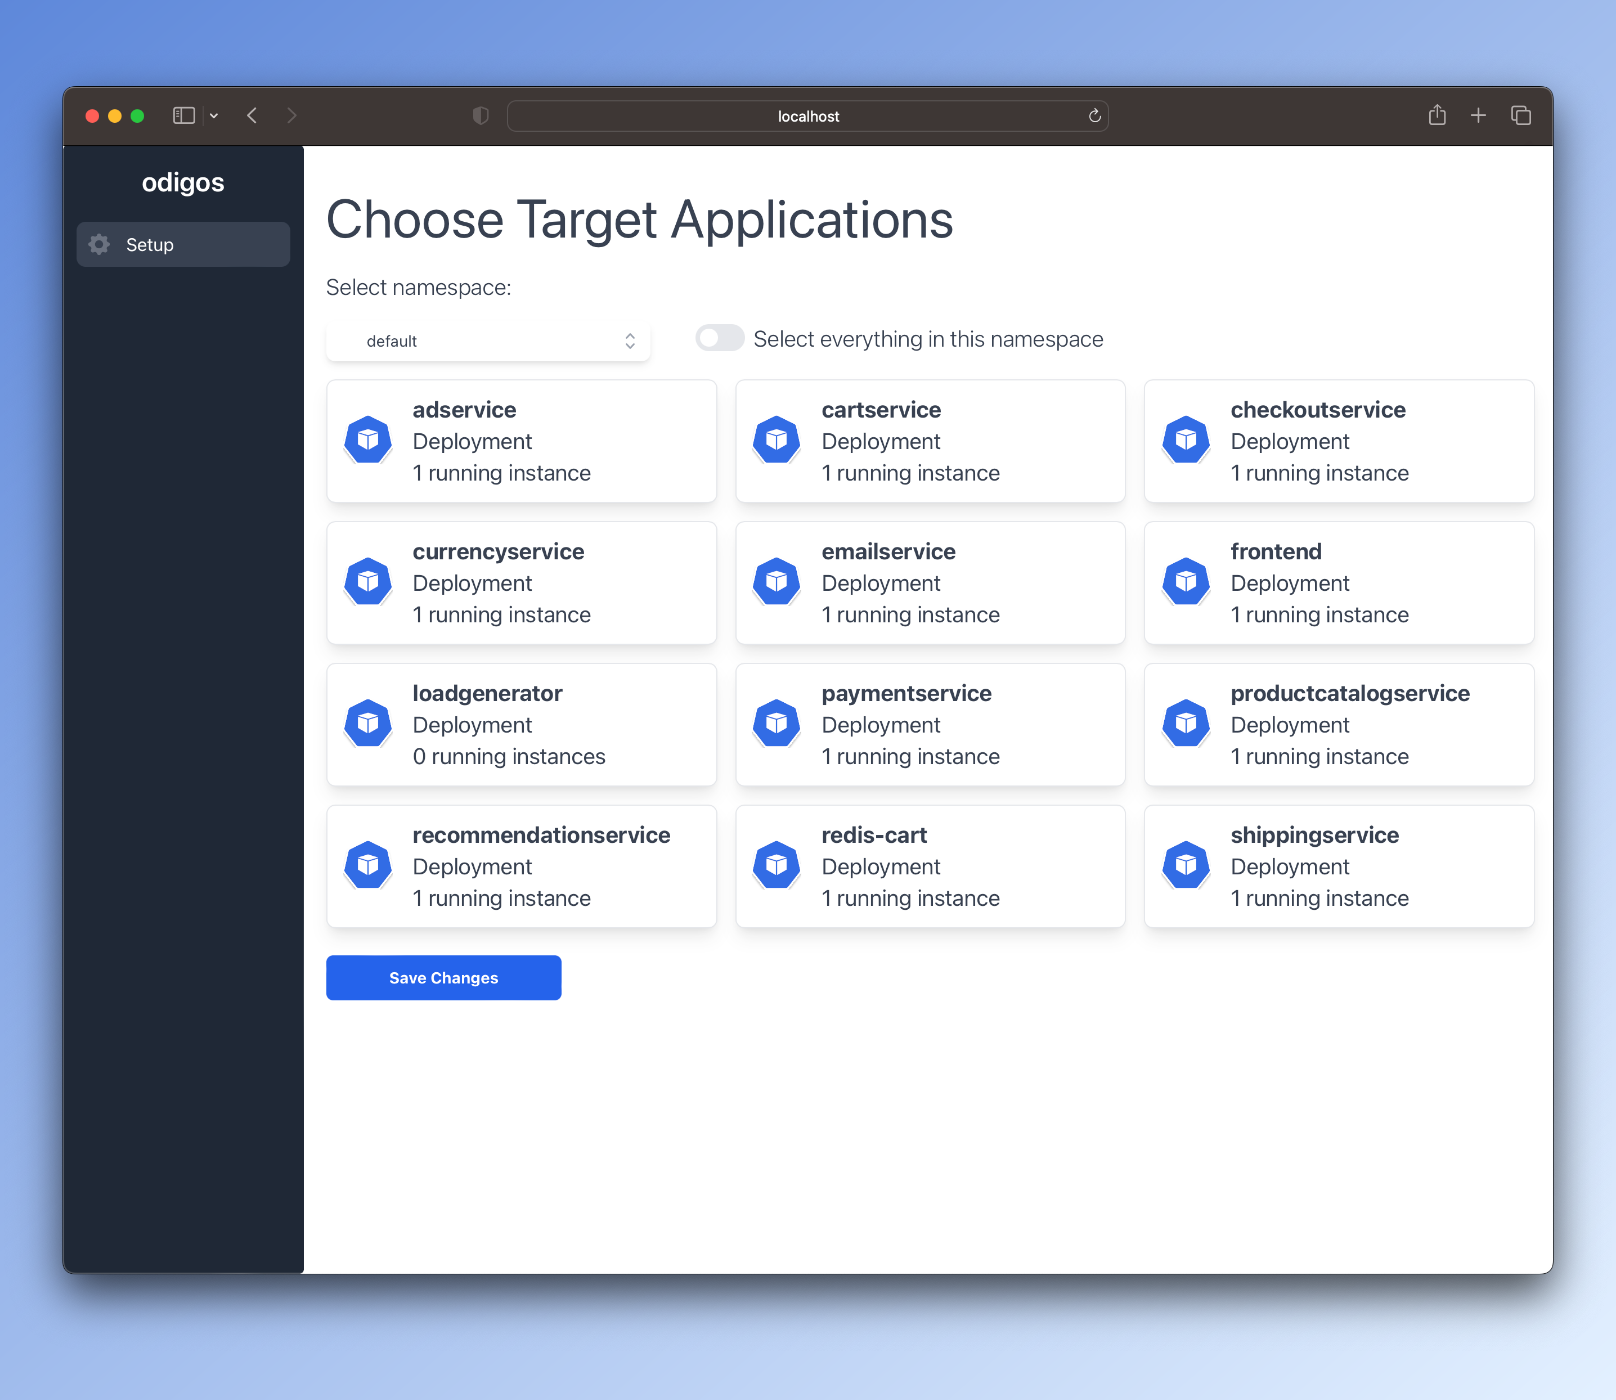 localhost
odigos
Setup
Choose Target Applications
Select namespace:
default
Select everything in this namespace
adservice
Deployment
1 running instance
cartservice
Deployment
1 running instance
checkoutservice
Deployment
1 running instance
currencyservice
Deployment
1 running instance
emailservice
Deployment
1 running instance
frontend
Deployment
1 running instance
loadgenerator
Deployment
0 running instances
paymentservice
Deployment
1 running instance
productcatalogservice
Deployment
1 running instance
recommendationservice
Deployment
1 running instance
redis-cart
Deployment
1 running instance
shippingservice
Deployment
1 running instance
Save Changes